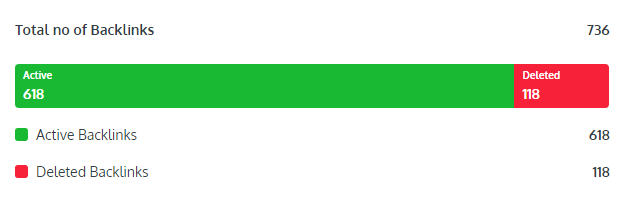 Total no of Backlinks 736
Active Deleted
618 118
Active Backlinks 618
Deleted Backlinks 118